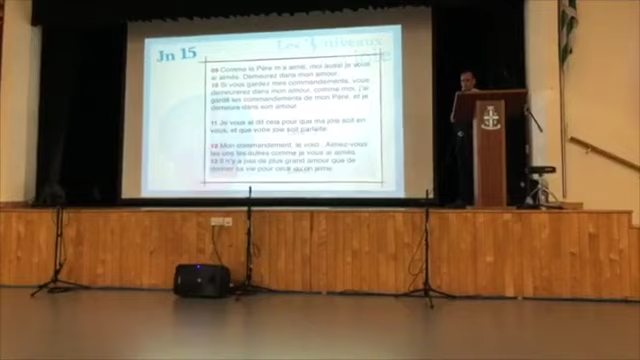 Jn 15
Les 3 niveaux
09 Comme le Père m'a aimé, moi aussi je vous
ai aimés. Demeurez dans mon amour.
10 Si vous gardez mes commandements, vous
demeurerez dans mon amour, comme moi, j'ai
gardé les commandements de mon Père, et je
demeure dans son amour.
11 Je vous ai dit cela pour que ma joie soit en
vous, et que votre joie soit parfaite.
12 Mon commandement, le voici : Aimez-vous
les uns les autres comme je vous ai aimés.
13 Il n'y a pas de plus grand amour que de
donner sa vie pour ceux qu'on aime.